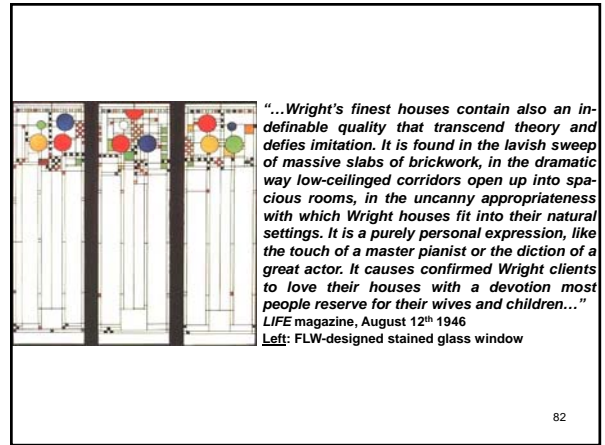 “…Wright’s finest houses contain also an in-
definable quality that transcend theory and
defies imitation. It is found in the lavish sweep
of massive slabs of brickwork, in the dramatic
way low-ceilinged corridors open up into spa-
cious rooms, in the uncanny appropriateness
with which Wright houses fit into their natural
settings. It is a purely personal expression, like
the touch of a master pianist or the diction of a
great actor. It causes confirmed Wright clients
to love their houses with a devotion most
people reserve for their wives and children…”
LIFE magazine, August 12th 1946
Left: FLW-designed stained glass window
82